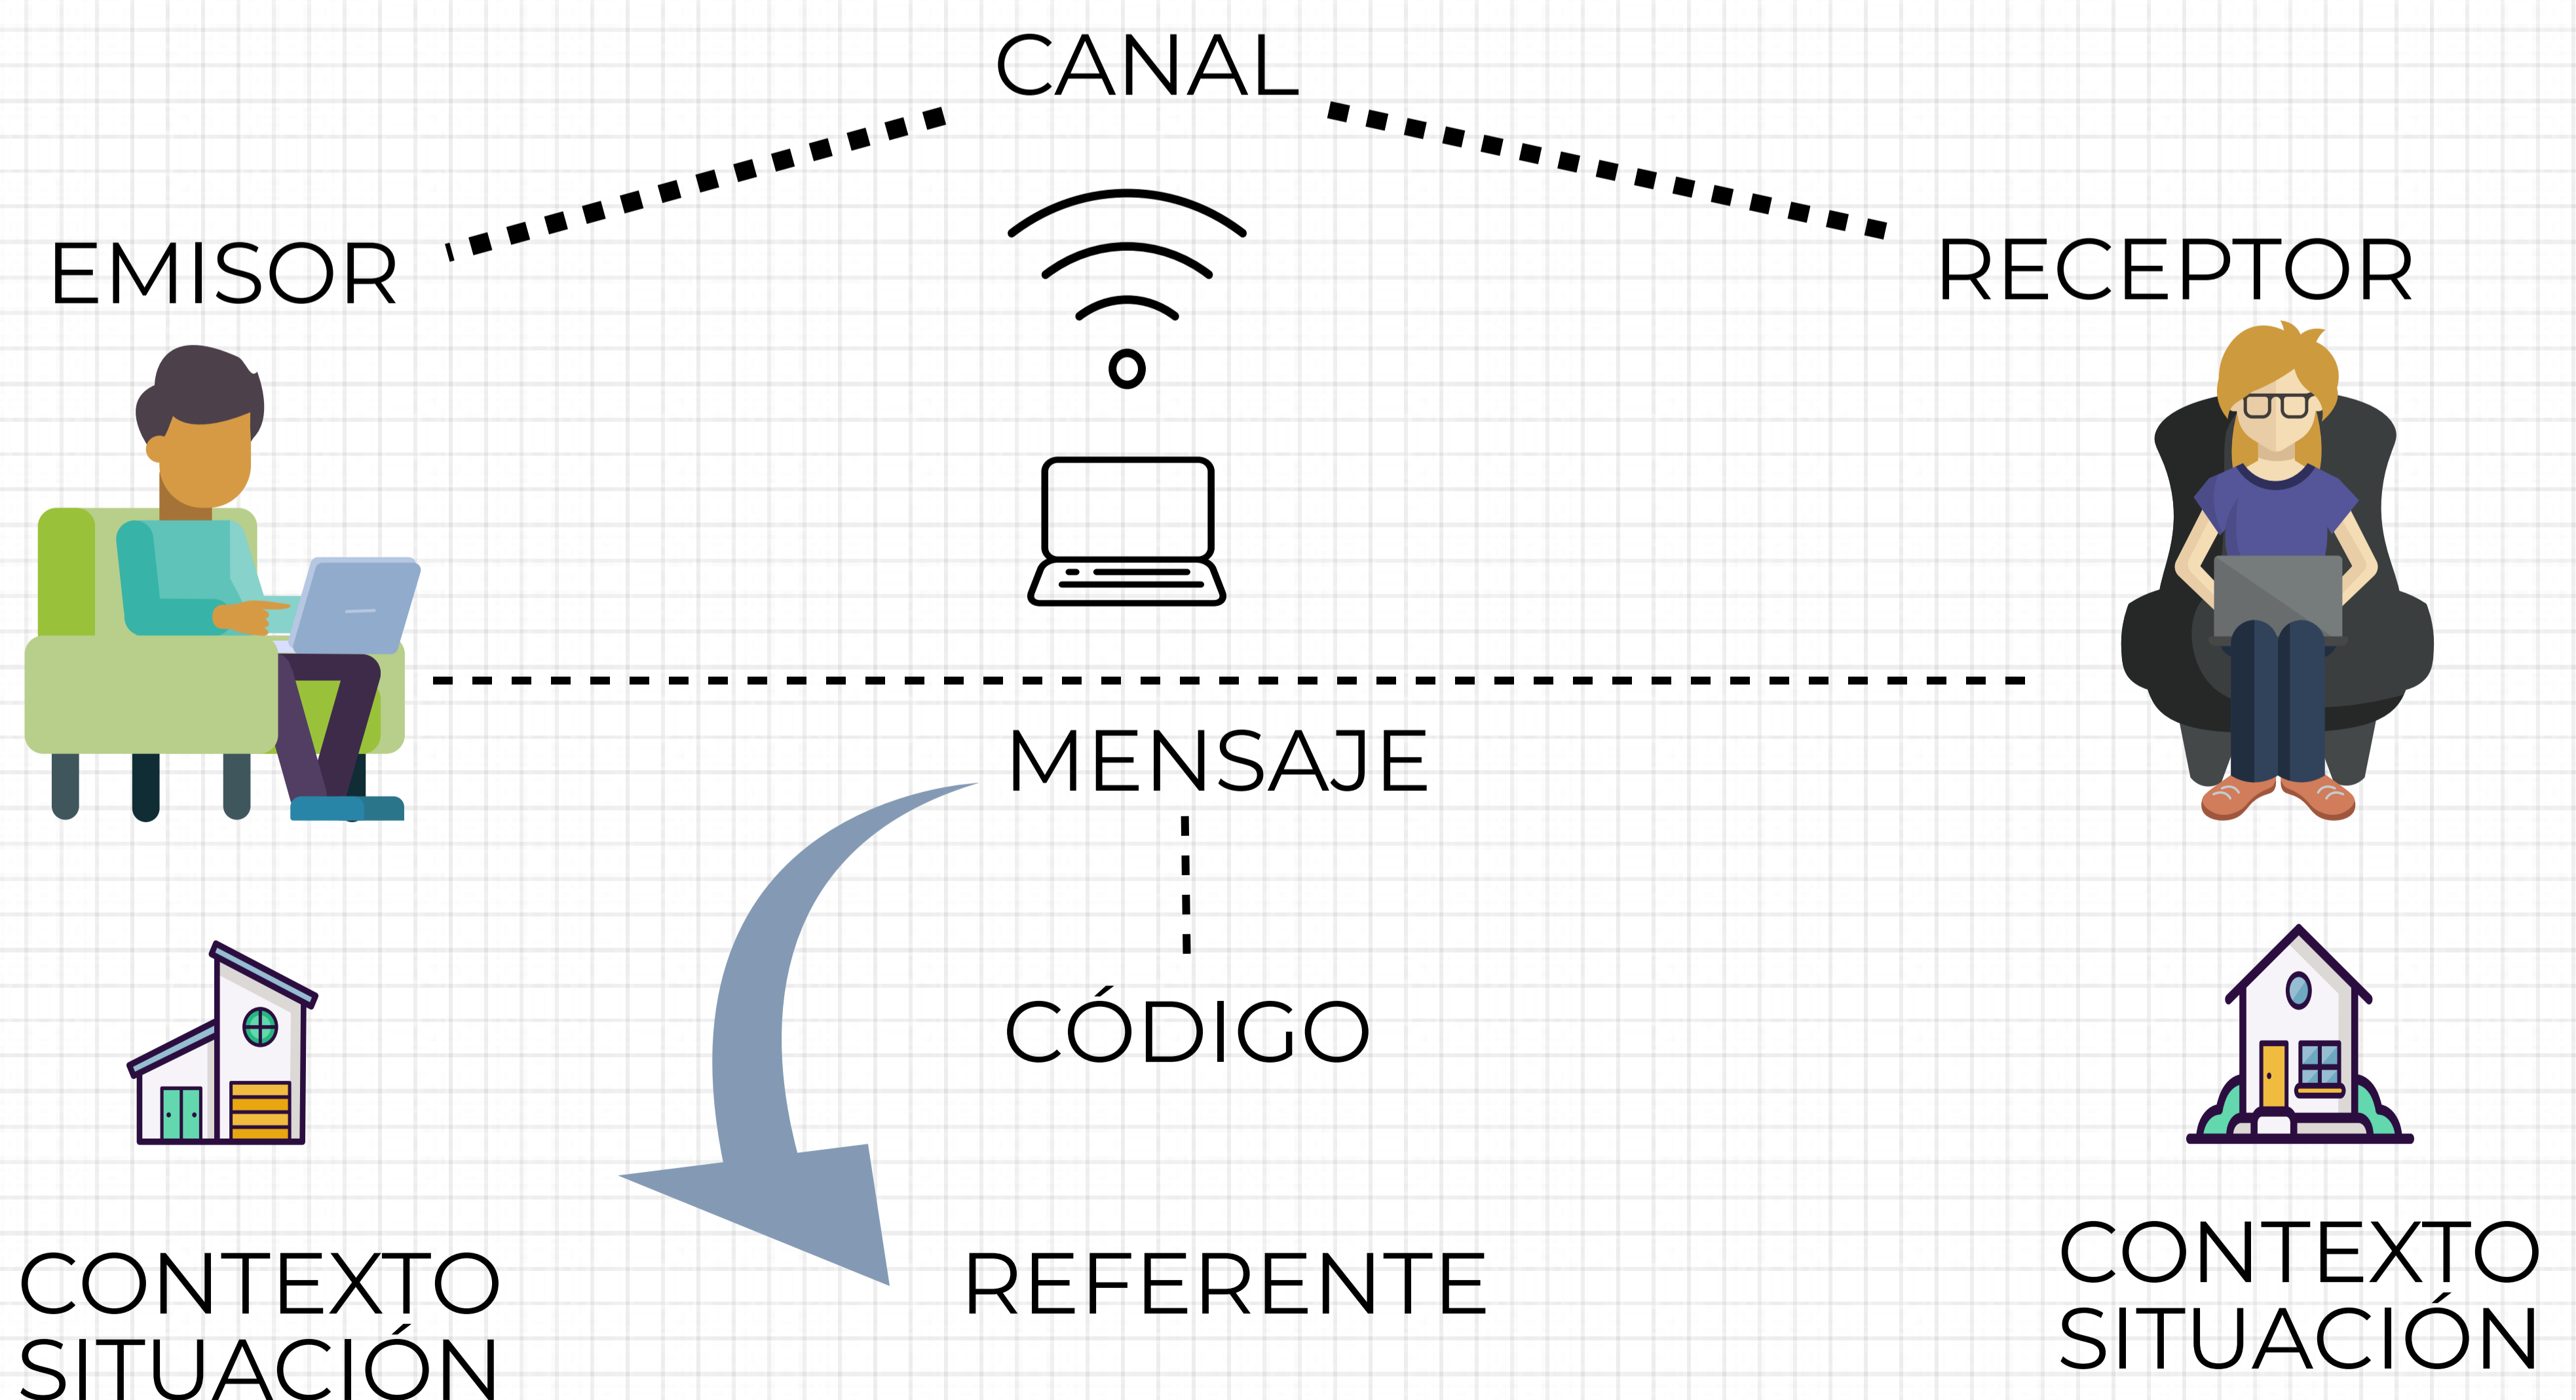 CANAL
EMISOR
RECEPTOR
MENSAJE
CÓDIGO
REFERENTE
CONTEXTO
SITUACIÓN
CONTEXTO
SITUACIÓN